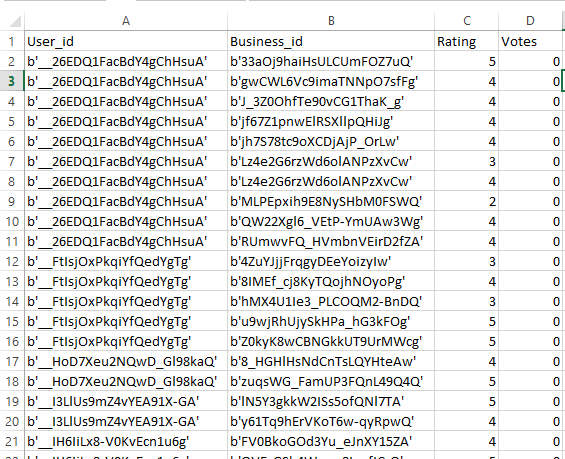 A B C D
1 User_id Business_id Rating Votes
2 b'__26EDQ1FacBdY4gChHsuA' b'33aOj9haiHsULCUmFOZ7uQ' 5 0
3 b'__26EDQ1FacBdY4gChHsuA' b'gwCWL6Vc9imaTNNpO7sfFg' 4 0
4 b'__26EDQ1FacBdY4gChHsuA' b'J_3Z0OhfTe90vCG1ThaK_g' 4 0
5 b'__26EDQ1FacBdY4gChHsuA' b'jf67Z1pnwElRSXllpQHiJg' 4 0
6 b'__26EDQ1FacBdY4gChHsuA' b'jh7S78tc9oXCDjAjP_OrLw' 4 0
7 b'__26EDQ1FacBdY4gChHsuA' b'Lz4e2G6rzWd6olANPzXvCw' 3 0
8 b'__26EDQ1FacBdY4gChHsuA' b'Lz4e2G6rzWd6olANPzXvCw' 4 0
9 b'__26EDQ1FacBdY4gChHsuA' b'MLPEpxih9E8NySHbM0FSWQ' 2 0
10 b'__26EDQ1FacBdY4gChHsuA' b'QW22Xgl6_VEtP-YmUAw3Wg' 4 0
11 b'__26EDQ1FacBdY4gChHsuA' b'RUmwvFQ_HVmbnVEirD2fZA' 4 0
12 b'__FtIsjOxPkqiYfQedYgTg' b'4ZuYJjjFrqgyDEeYoizyIw' 3 0
13 b'__FtIsjOxPkqiYfQedYgTg' b'8IMEf_cj8KyTQojhNOyoPg' 4 0
14 b'__FtIsjOxPkqiYfQedYgTg' b'hMX4U1Ie3_PLCOQM2-BnDQ' 3 0
15 b'__FtIsjOxPkqiYfQedYgTg' b'u9wjRhUjySkHPa_hG3kFOg' 5 0
16 b'__FtIsjOxPkqiYfQedYgTg' b'Z0kyK8wCBNGkkUT9UrMWcg' 5 0
17 b'__HoD7Xeu2NQwD_Gl98kaQ' b'8_HGHlHsNdCnTsLQYHteAw' 4 0
18 b'__HoD7Xeu2NQwD_Gl98kaQ' b'zuqsWG_FamUP3FQnL49Q4Q' 5 0
19 b'__I3LlUs9mZ4vYEA91X-GA' b'lN5Y3gkkW2ISs5ofQNl7TA' 5 0
20 b'__I3LlUs9mZ4vYEA91X-GA' b'y61Tq9hErVKoT6w-qyRpwQ' 4 0
21 b'__IH6IiLx8-V0KvEcn1u6g' b'FV0BkoGOd3Yu_eJnXY15ZA' 4 0